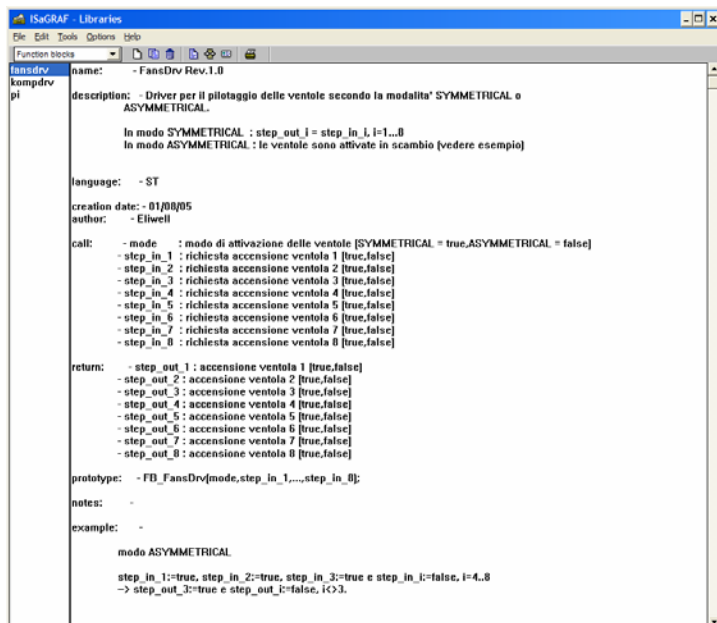 ISaGRAF - Libraries
File Edit Tools Options Help
Function blocks
fansdrv
kompdrv
pi
name: - FansDrv Rev.1.0
description: - Driver per il pilotaggio delle ventole secondo la modalita' SYMMETRICAL o
ASYMMETRICAL.
In modo SYMMETRICAL : step_out_i = step_in_i, i=1...8
In modo ASYMMETRICAL : le ventole sono attivate in scambio (vedere esempio)
language: - ST
creation date: - 01/08/05
author: - Eliwell
call: - mode : modo di attivazione delle ventole [SYMMETRICAL = true,ASYMMETRICAL = false]
- step_in_1 : richiesta accensione ventola 1 [true,false]
- step_in_2 : richiesta accensione ventola 2 [true,false]
- step_in_3 : richiesta accensione ventola 3 [true,false]
- step_in_4 : richiesta accensione ventola 4 [true,false]
- step_in_5 : richiesta accensione ventola 5 [true,false]
- step_in_6 : richiesta accensione ventola 6 [true,false]
- step_in_7 : richiesta accensione ventola 7 [true,false]
- step_in_8 : richiesta accensione ventola 8 [true,false]
return: - step_out_1 : accensione ventola 1 [true,false]
- step_out_2 : accensione ventola 2 [true,false]
- step_out_3 : accensione ventola 3 [true,false]
- step_out_4 : accensione ventola 4 [true,false]
- step_out_5 : accensione ventola 5 [true,false]
- step_out_6 : accensione ventola 6 [true,false]
- step_out_7 : accensione ventola 7 [true,false]
- step_out_8 : accensione ventola 8 [true,false]
prototype: - FB_FansDrv(mode,step_in_1,...,step_in_8);
notes: -
example: -
modo ASYMMETRICAL
step_in_1:=true, step_in_2:=true, step_in_3:=true e step_in_i:=false, i=4..8
-> step_out_3:=true e step_out_i:=false, i<>3.